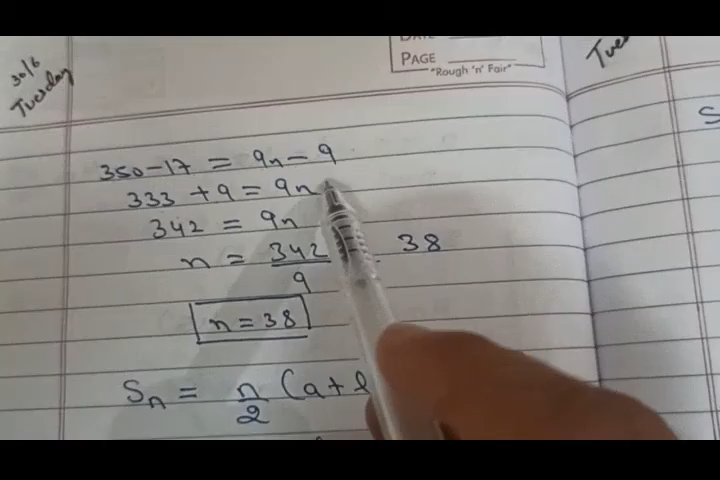 30/6
Tuesday
PAGE
"Rough 'n' Fair"
350-17 = 9n - 9
333 + 9 = 9n
342 = 9n
n = 342/9 = 38
n = 38
Sn = n/2 (a+l